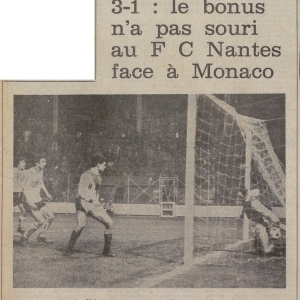 3-1 : le bonus
n'a pas souri
au F C Nantes
face à Monaco